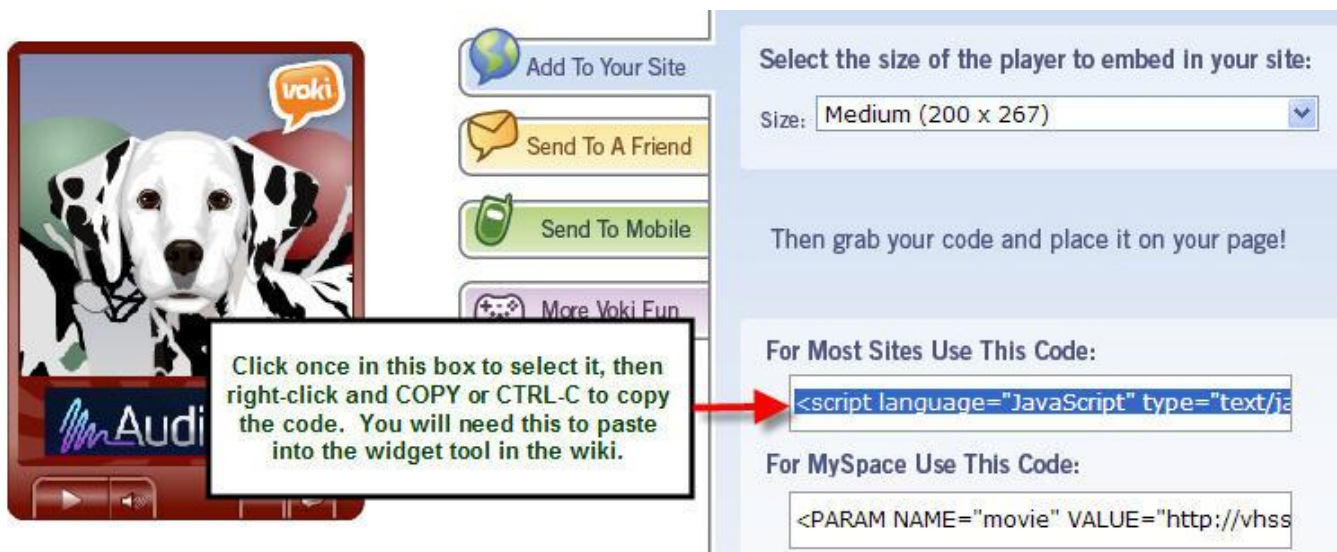 voki
Audi
Add To Your Site
Send To A Friend
Send To Mobile
More Voki Fun
Click once in this box to select it, then
right-click and COPY or CTRL-C to copy
the code. You will need this to paste
into the widget tool in the wiki.
Select the size of the player to embed in your site:
Size: Medium (200 x 267)
Then grab your code and place it on your page!
For Most Sites Use This Code:
<script language="JavaScript" type="text/ja
For MySpace Use This Code:
<PARAM NAME="movie" VALUE="http://vhss